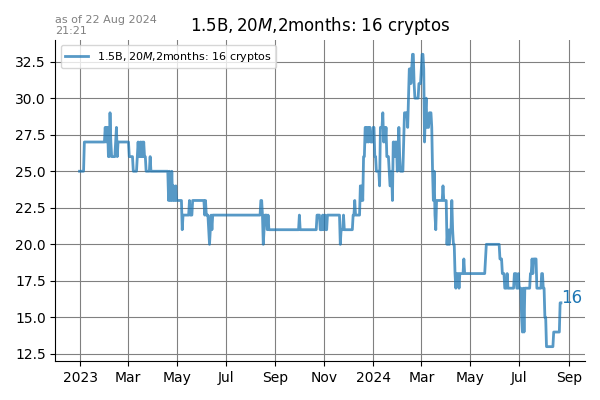 as of 22 Aug 2024
21:21
1.5B, 20M,2months: 16 cryptos
1.5B, 20M,2months: 16 cryptos
32.5
30.0
27.5
25.0
22.5
20.0
17.5
15.0
12.5
16
2023 Mar May Jul Sep Nov 2024 Mar May Jul Sep